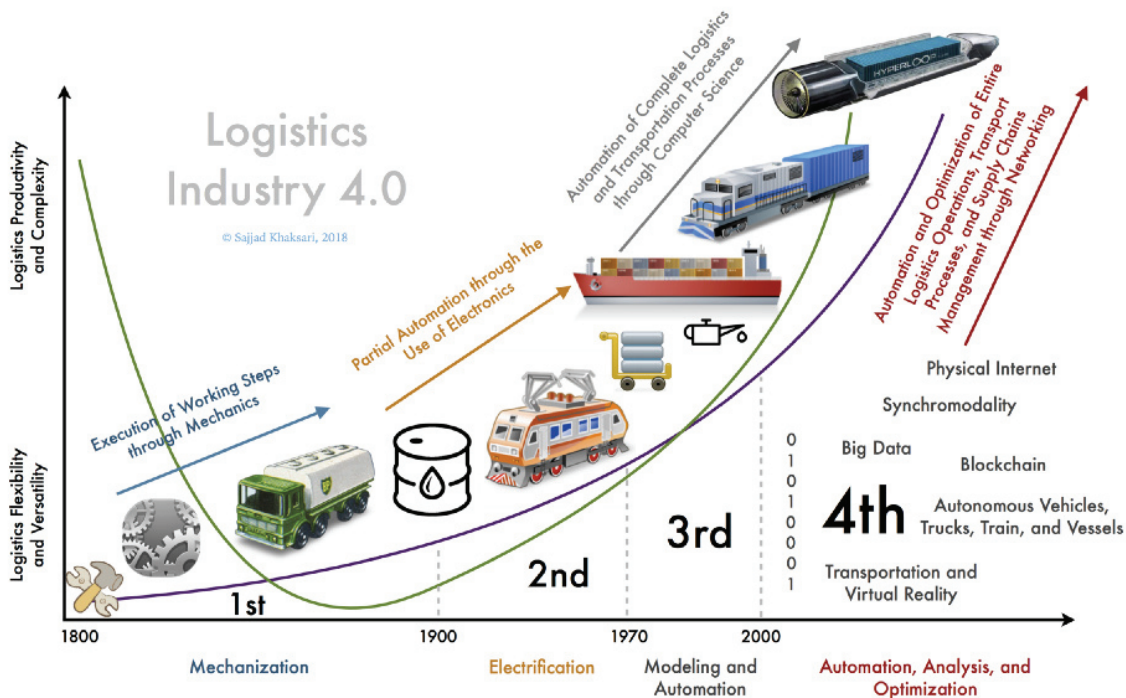 Logistics
Industry 4.0
© Sajjad Khaksari, 2018
Logistics Productivity
and Complexity
Logistics Flexibility
and Versatility
Execution of Working Steps
through Mechanics
Partial Automation through the
Use of Electronics
Automation of Complete Logistics
and Transportation Processes
through Computer Science
HYPERLOOP
Automation and Optimization of Entire
Logistics Operations, Transport
Processes, and Supply Chains
Management through Networking
Physical Internet
Synchromodality
Big Data
Blockchain
4th
Autonomous Vehicles,
Trucks, Train, and Vessels
Transportation and
Virtual Reality
0
1
0
1
0
0
0
1
1st
2nd
3rd
1800
1900
1970
2000
Mechanization
Electrification
Modeling and
Automation
Automation, Analysis, and
Optimization